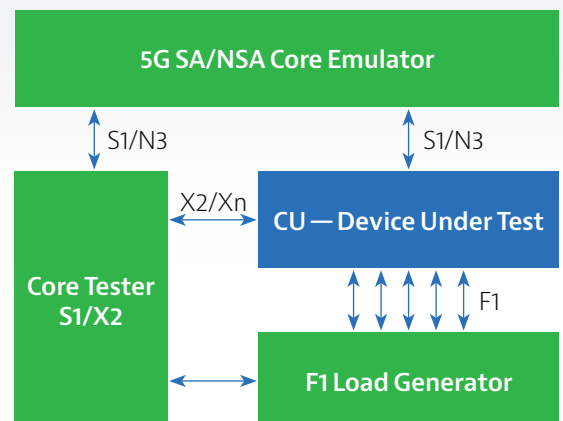 5G SA/NSA Core Emulator
S1/N3
S1/N3
X2/Xn
CU — Device Under Test
Core Tester
S1/X2
F1
F1 Load Generator